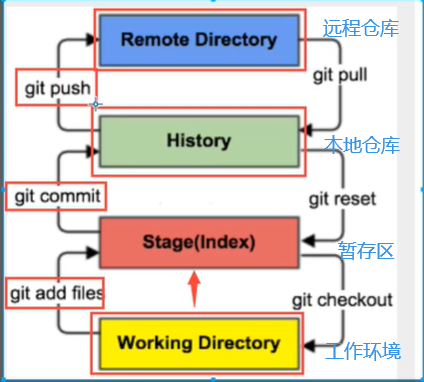 Remote Directory
远程仓库
git push
git pull
History
本地仓库
git commit
git reset
Stage(Index)
暂存区
git add files
git checkout
Working Directory
工作环境